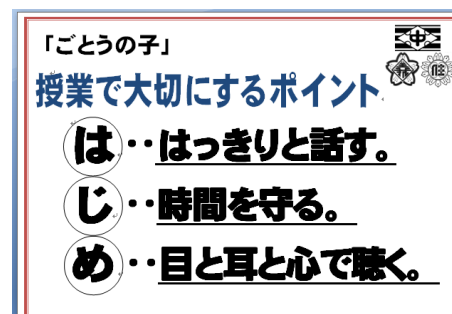 「ごとうの子」
授業で大切にするポイント
は‥はっきりと話す。
じ‥時間を守る。
め‥目と耳と心で聴く。